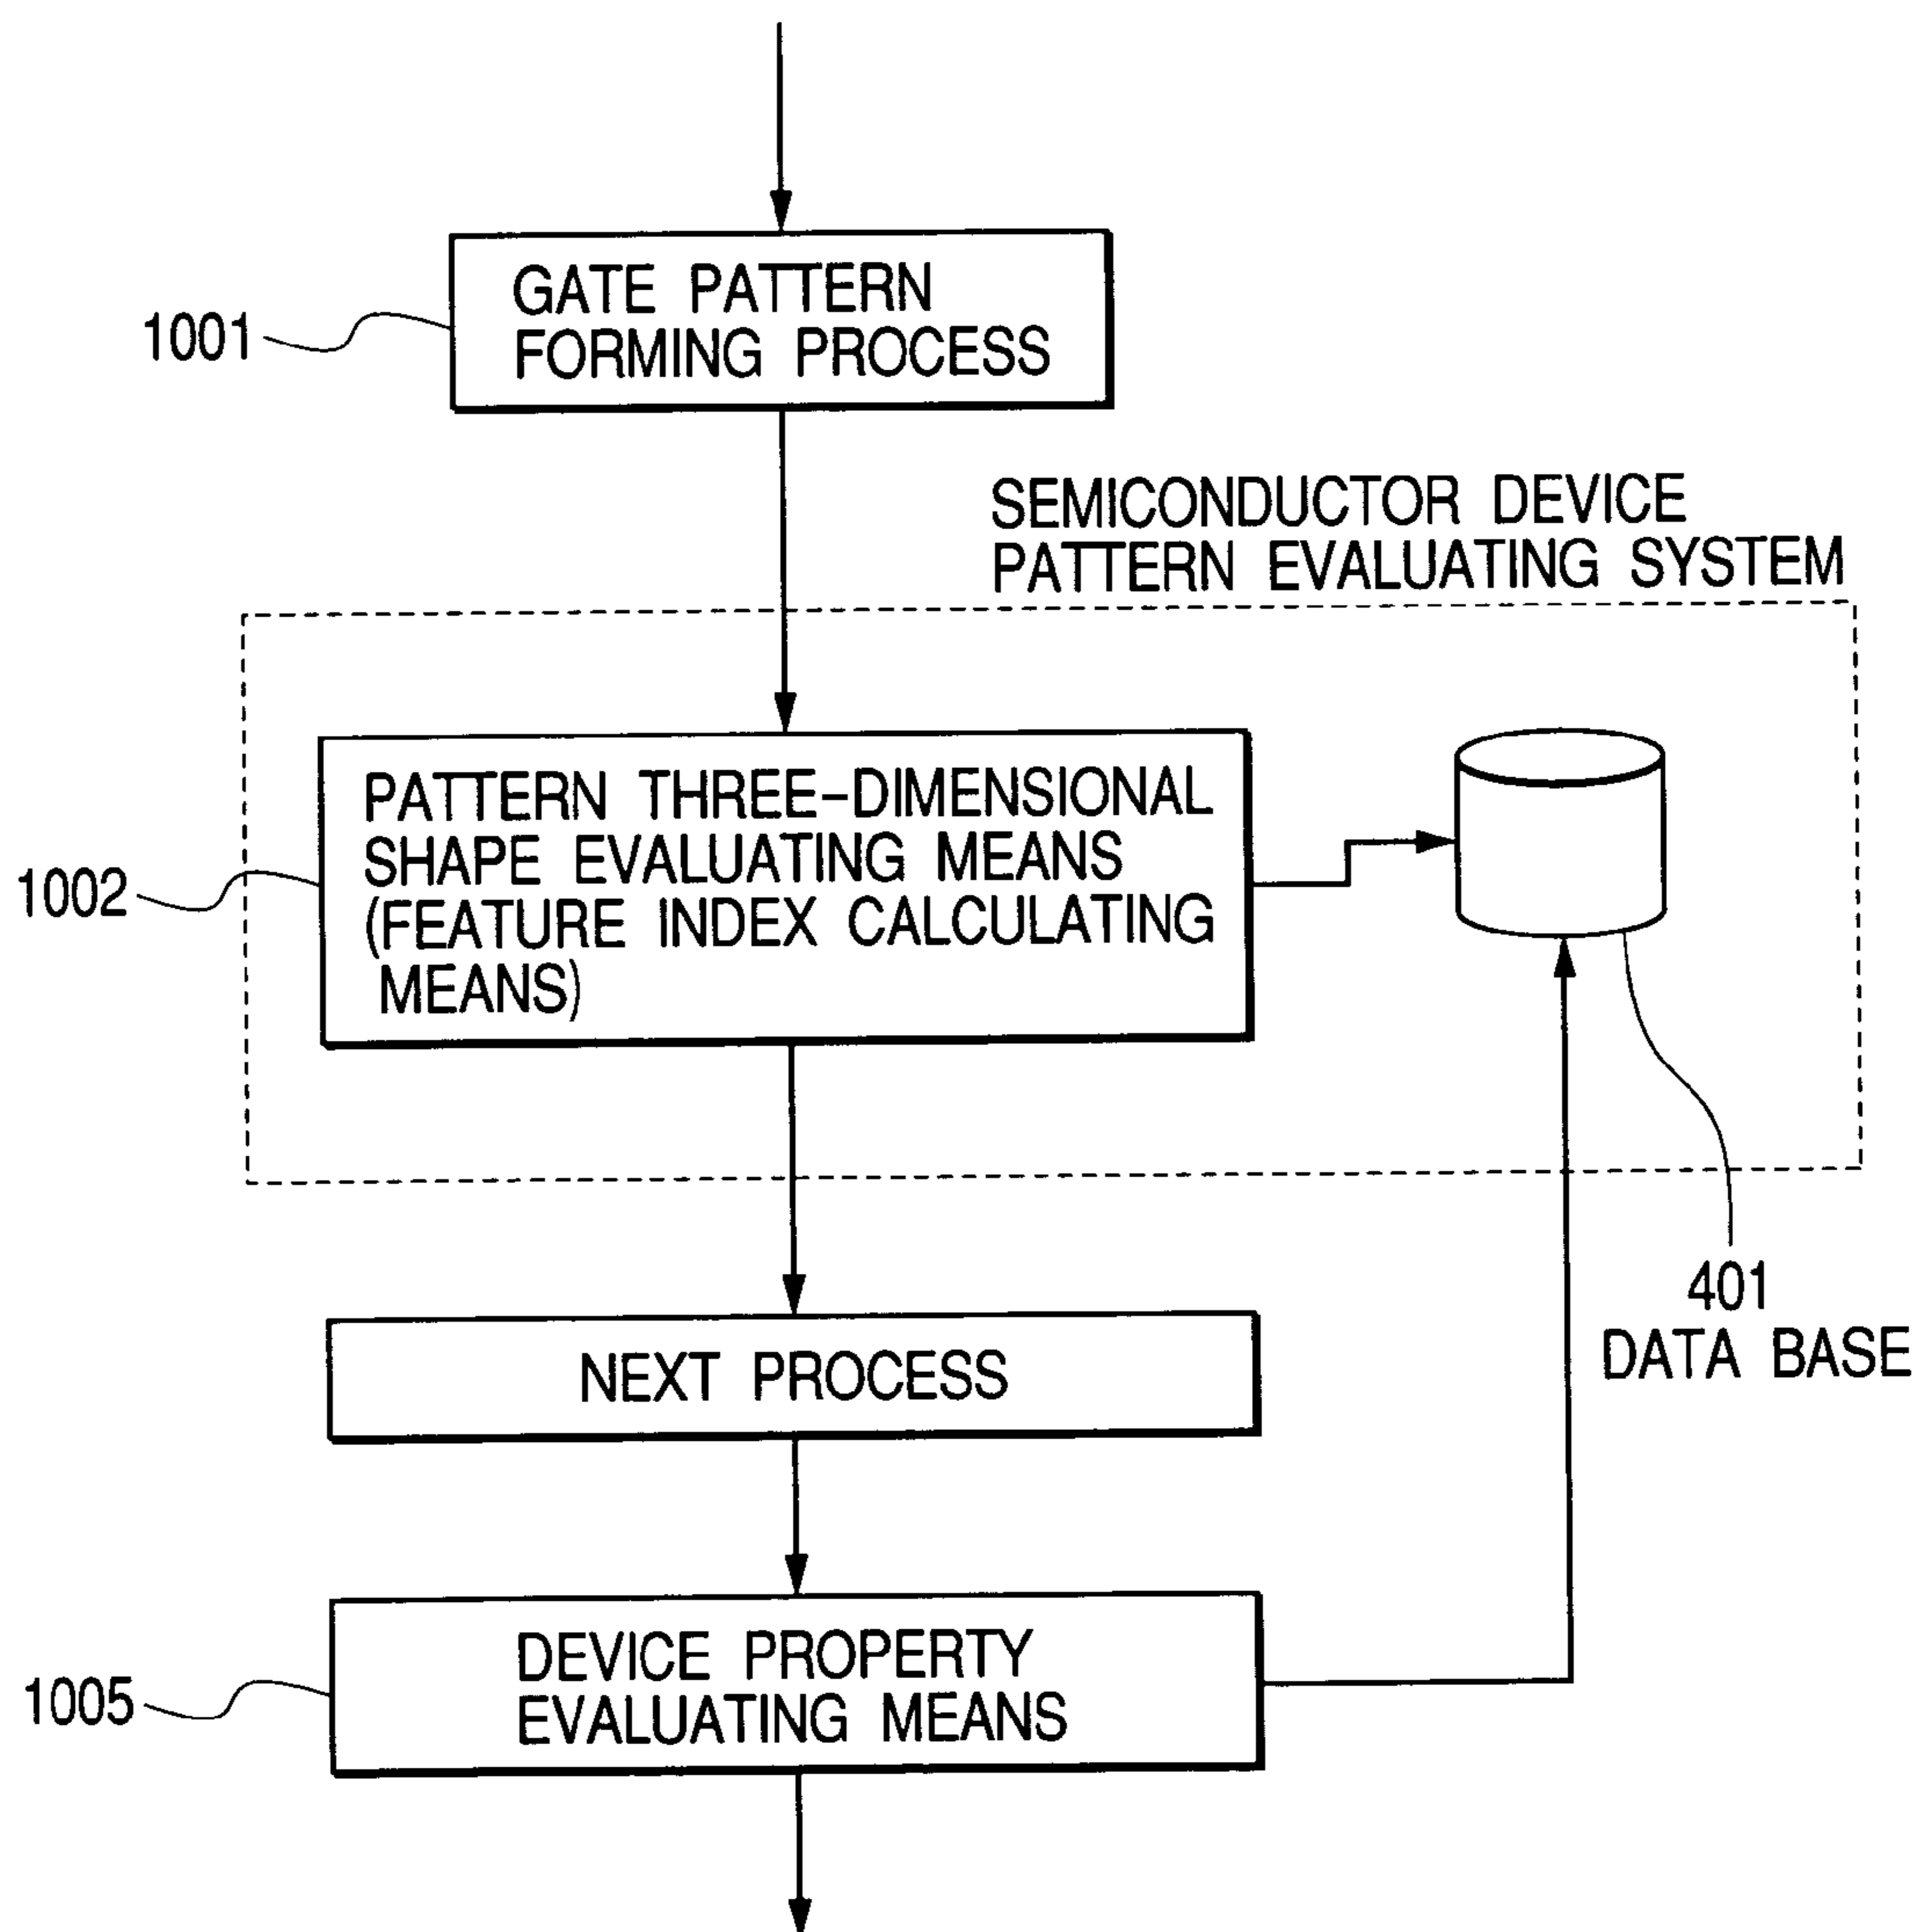 GATE PATTERN
FORMING PROCESS
1001
SEMICONDUCTOR DEVICE
PATTERN EVALUATING SYSTEM
PATTERN THREE-DIMENSIONAL
SHAPE EVALUATING MEANS
(FEATURE INDEX CALCULATING
MEANS)
1002
401
DATA BASE
NEXT PROCESS
DEVICE PROPERTY
EVALUATING MEANS
1005